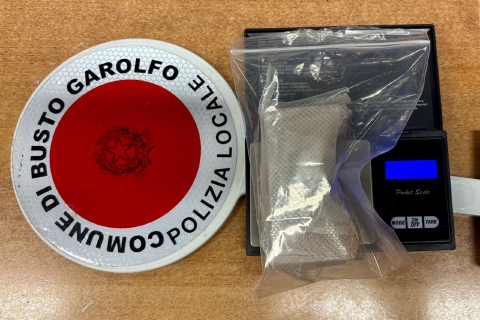 COMUNE DI BUSTO GAROLFO
POLIZIA LOCALE
Pocket Scale
MODE
ON
OFF
TARE